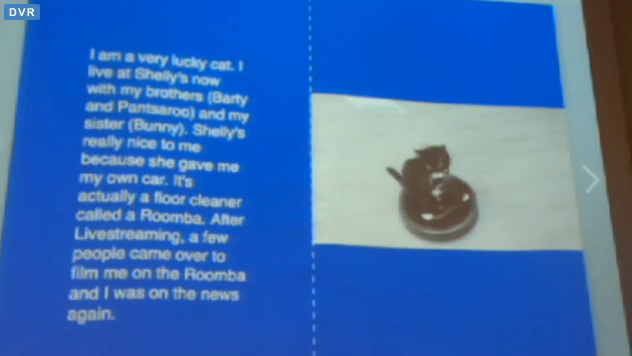 DVR
I am a very lucky cat. I
live at Shelly's now
with my brothers (Barty
and Pantsaroo) and my
sister (Bunny). Shelly's
really nice to me
because she gave me
my own car. It's
actually a floor cleaner
called a Roomba. After
Livestreaming, a few
people came over to
film me on the Roomba
and I was on the news
again.